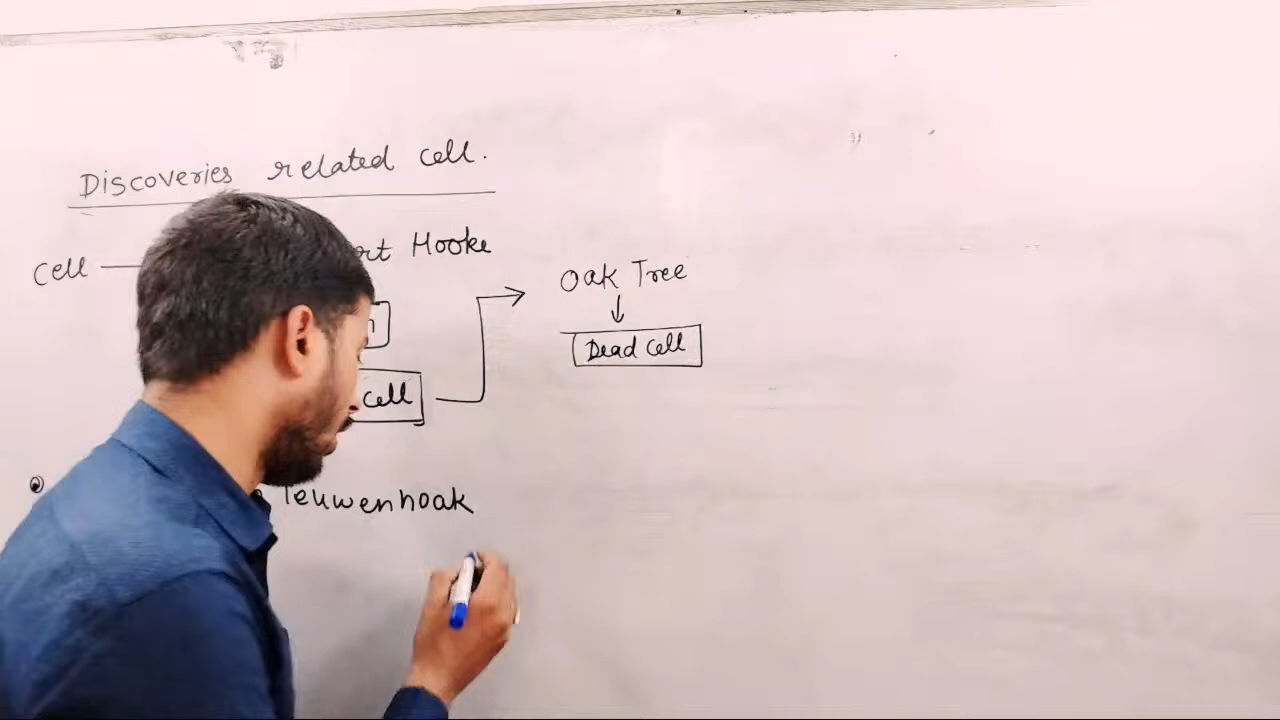 Discoveries related cell.
Cell
Hooke
Oak Tree
Dead Cell
cell
leuwenhoak